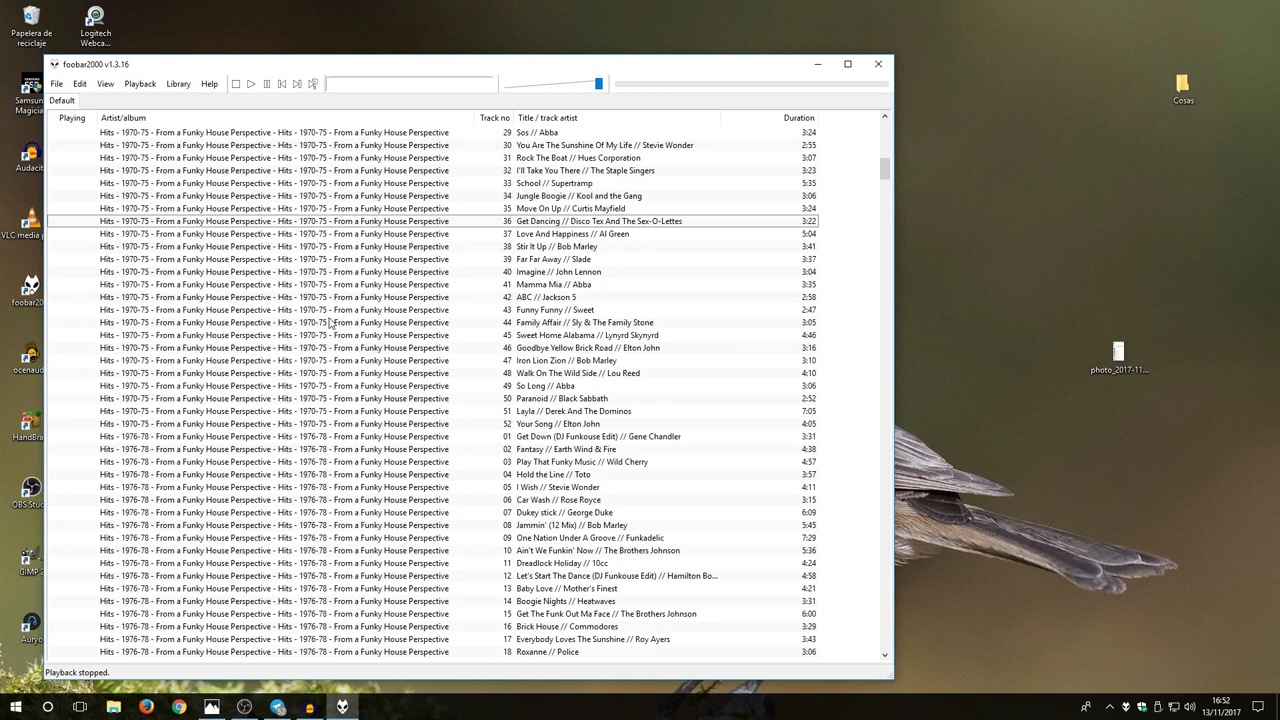 Papelera de
reciclaje
Logitech
Webca...
foobar2000 v1.3.16
File Edit View Playback Library Help
Default
Playing Artist/album Track no Title / track artist Duration
Hits - 1970-75 - From a Funky House Perspective - Hits - 1970-75 - From a Funky House Perspective 29 Sos // Abba 3:24
Hits - 1970-75 - From a Funky House Perspective - Hits - 1970-75 - From a Funky House Perspective 30 You Are The Sunshine Of My Life // Stevie Wonder 2:55
Hits - 1970-75 - From a Funky House Perspective - Hits - 1970-75 - From a Funky House Perspective 31 Rock The Boat // Hues Corporation 3:07
Hits - 1970-75 - From a Funky House Perspective - Hits - 1970-75 - From a Funky House Perspective 32 I'll Take You There // The Staple Singers 3:23
Hits - 1970-75 - From a Funky House Perspective - Hits - 1970-75 - From a Funky House Perspective 33 School // Supertramp 5:35
Hits - 1970-75 - From a Funky House Perspective - Hits - 1970-75 - From a Funky House Perspective 34 Jungle Boogie // Kool and the Gang 3:06
Hits - 1970-75 - From a Funky House Perspective - Hits - 1970-75 - From a Funky House Perspective 35 Move On Up // Curtis Mayfield 3:24
Hits - 1970-75 - From a Funky House Perspective - Hits - 1970-75 - From a Funky House Perspective 36 Get Dancing // Disco Tex And The Sex-O-Lettes 3:22
Hits - 1970-75 - From a Funky House Perspective - Hits - 1970-75 - From a Funky House Perspective 37 Love And Happiness // Al Green 5:04
Hits - 1970-75 - From a Funky House Perspective - Hits - 1970-75 - From a Funky House Perspective 38 Stir It Up // Bob Marley 3:41
Hits - 1970-75 - From a Funky House Perspective - Hits - 1970-75 - From a Funky House Perspective 39 Far Far Away // Slade 3:37
Hits - 1970-75 - From a Funky House Perspective - Hits - 1970-75 - From a Funky House Perspective 40 Imagine // John Lennon 3:04
Hits - 1970-75 - From a Funky House Perspective - Hits - 1970-75 - From a Funky House Perspective 41 Mamma Mia // Abba 3:35
Hits - 1970-75 - From a Funky House Perspective - Hits - 1970-75 - From a Funky House Perspective 42 ABC // Jackson 5 2:58
Hits - 1970-75 - From a Funky House Perspective - Hits - 1970-75 - From a Funky House Perspective 43 Funny Funny // Sweet 2:47
Hits - 1970-75 - From a Funky House Perspective - Hits - 1970-75 - From a Funky House Perspective 44 Family Affair // Sly & The Family Stone 3:05
Hits - 1970-75 - From a Funky House Perspective - Hits - 1970-75 - From a Funky House Perspective 45 Sweet Home Alabama // Lynyrd Skynyrd 4:46
Hits - 1970-75 - From a Funky House Perspective - Hits - 1970-75 - From a Funky House Perspective 46 Goodbye Yellow Brick Road // Elton John 3:16
Hits - 1970-75 - From a Funky House Perspective - Hits - 1970-75 - From a Funky House Perspective 47 Iron Lion Zion // Bob Marley 3:10
Hits - 1970-75 - From a Funky House Perspective - Hits - 1970-75 - From a Funky House Perspective 48 Walk On The Wild Side // Lou Reed 4:10
Hits - 1970-75 - From a Funky House Perspective - Hits - 1970-75 - From a Funky House Perspective 49 So Long // Abba 3:06
Hits - 1970-75 - From a Funky House Perspective - Hits - 1970-75 - From a Funky House Perspective 50 Paranoid // Black Sabbath 2:52
Hits - 1970-75 - From a Funky House Perspective - Hits - 1970-75 - From a Funky House Perspective 51 Layla // Derek And The Dominos 7:05
Hits - 1970-75 - From a Funky House Perspective - Hits - 1970-75 - From a Funky House Perspective 52 Your Song // Elton John 4:05
Hits - 1976-78 - From a Funky House Perspective - Hits - 1976-78 - From a Funky House Perspective 01 Get Down (DJ Funkouse Edit) // Gene Chandler 3:31
Hits - 1976-78 - From a Funky House Perspective - Hits - 1976-78 - From a Funky House Perspective 02 Fantasy // Earth Wind & Fire 4:38
Hits - 1976-78 - From a Funky House Perspective - Hits - 1976-78 - From a Funky House Perspective 03 Play That Funky Music // Wild Cherry 4:57
Hits - 1976-78 - From a Funky House Perspective - Hits - 1976-78 - From a Funky House Perspective 04 Hold the Line // Toto 3:57
Hits - 1976-78 - From a Funky House Perspective - Hits - 1976-78 - From a Funky House Perspective 05 I Wish // Stevie Wonder 4:11
Hits - 1976-78 - From a Funky House Perspective - Hits - 1976-78 - From a Funky House Perspective 06 Car Wash // Rose Royce 3:15
Hits - 1976-78 - From a Funky House Perspective - Hits - 1976-78 - From a Funky House Perspective 07 Dukey stick // George Duke 6:09
Hits - 1976-78 - From a Funky House Perspective - Hits - 1976-78 - From a Funky House Perspective 08 Jammin' (12 Mix) // Bob Marley 5:45
Hits - 1976-78 - From a Funky House Perspective - Hits - 1976-78 - From a Funky House Perspective 09 One Nation Under A Groove // Funkadelic 7:29
Hits - 1976-78 - From a Funky House Perspective - Hits - 1976-78 - From a Funky House Perspective 10 Ain't We Funkin' Now // The Brothers Johnson 5:36
Hits - 1976-78 - From a Funky House Perspective - Hits - 1976-78 - From a Funky House Perspective 11 Dreadlock Holiday // 10cc 4:24
Hits - 1976-78 - From a Funky House Perspective - Hits - 1976-78 - From a Funky House Perspective 12 Let's Start The Dance (DJ Funkouse Edit) // Hamilton Bo... 4:58
Hits - 1976-78 - From a Funky House Perspective - Hits - 1976-78 - From a Funky House Perspective 13 Baby Love // Mother's Finest 4:21
Hits - 1976-78 - From a Funky House Perspective - Hits - 1976-78 - From a Funky House Perspective 14 Boogie Nights // Heatwaves 3:31
Hits - 1976-78 - From a Funky House Perspective - Hits - 1976-78 - From a Funky House Perspective 15 Get The Funk Out Ma Face // The Brothers Johnson 6:00
Hits - 1976-78 - From a Funky House Perspective - Hits - 1976-78 - From a Funky House Perspective 16 Brick House // Commodores 3:29
Hits - 1976-78 - From a Funky House Perspective - Hits - 1976-78 - From a Funky House Perspective 17 Everybody Loves The Sunshine // Roy Ayers 3:43
Hits - 1976-78 - From a Funky House Perspective - Hits - 1976-78 - From a Funky House Perspective 18 Roxanne // Police 3:06
Playback stopped.
Samsung
Magicia
Audacit
VLC media p
foobar20
ocenaud
HandBra
OBS Stud
GIMP 2
Auryo
Cosas
photo_2017-11...
16:52
13/11/2017